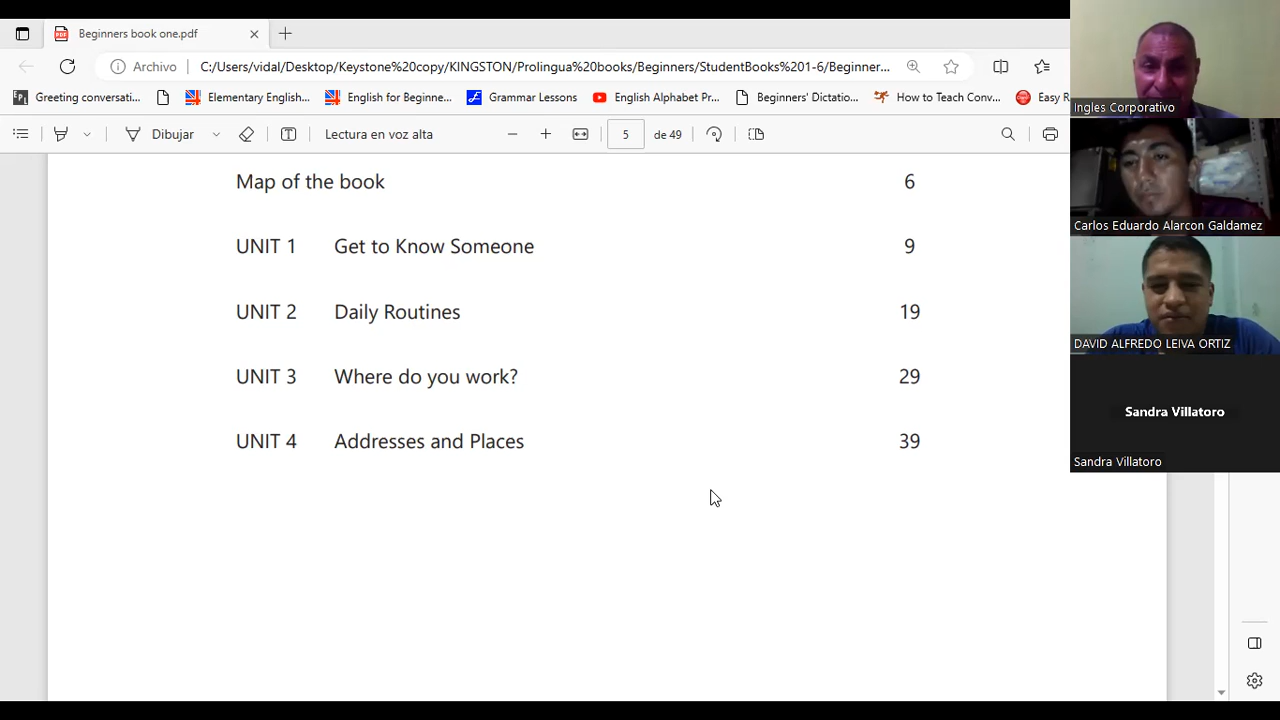 Beginners book one.pdf
Archivo C:/Users/vidal/Desktop/Keystone%20copy/KINGSTON/Prolingua%20books/Beginners/StudentBooks%201-6/Beginner...
Greeting conversati... Elementary English... English for Beginne... Grammar Lessons English Alphabet Pr... Beginners' Dictatio... How to Teach Conv... Easy R
Dibujar Lectura en voz alta 5 de 49
Map of the book 6
UNIT 1 Get to Know Someone 9
UNIT 2 Daily Routines 19
UNIT 3 Where do you work? 29
UNIT 4 Addresses and Places 39
Ingles Corporativo
Carlos Eduardo Alarcon Galdamez
DAVID ALFREDO LEIVA ORTIZ
Sandra Villatoro
Sandra Villatoro